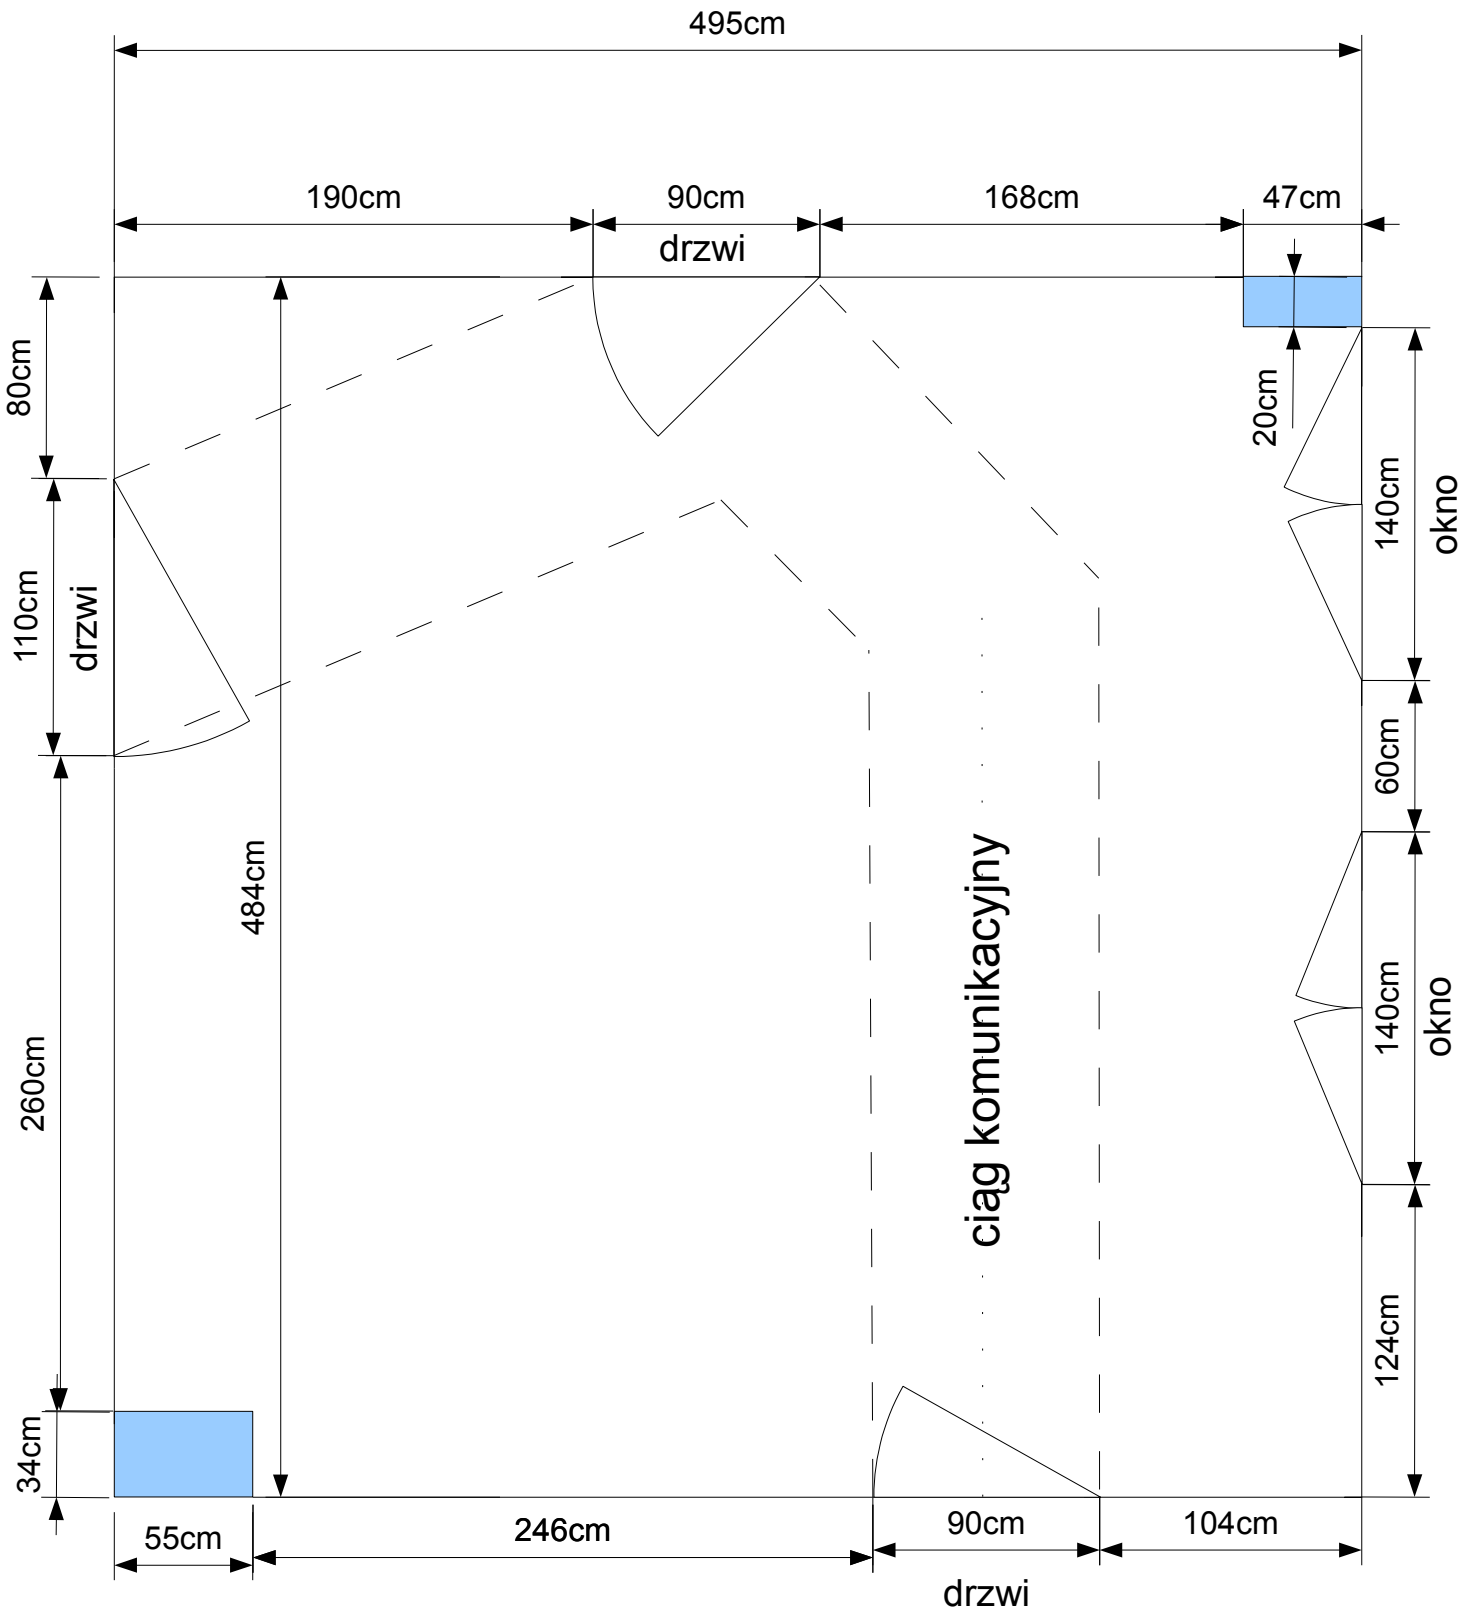 495cm
190cm
90cm
168cm
47cm
drzwi
80cm
20cm
140cm
okno
110cm
drzwi
60cm
484cm
ciąg komunikacyjny
140cm
okno
260cm
124cm
34cm
55cm
246cm
90cm
104cm
drzwi